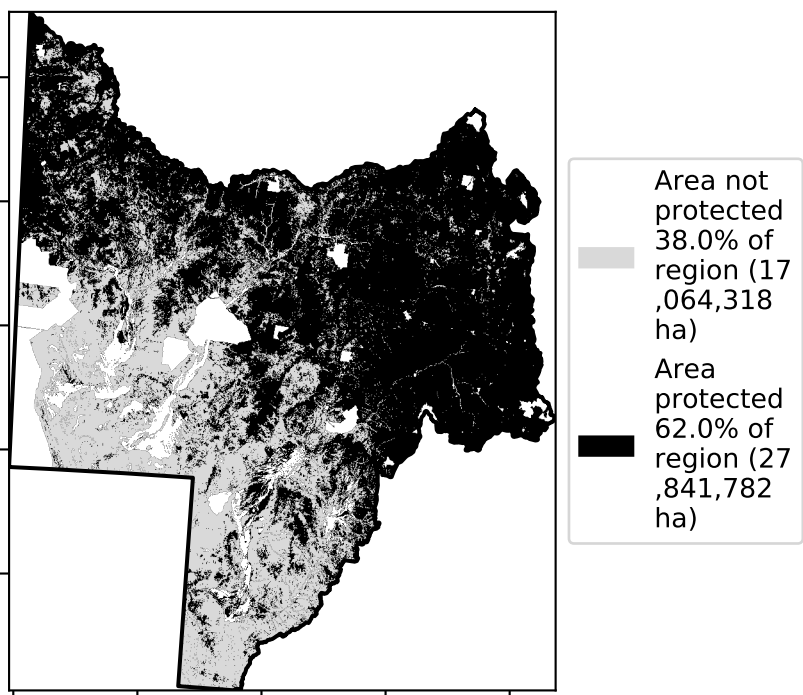 Area not
protected
38.0% of
region (17
,064,318
ha)
Area
protected
62.0% of
region (27
,841,782
ha)